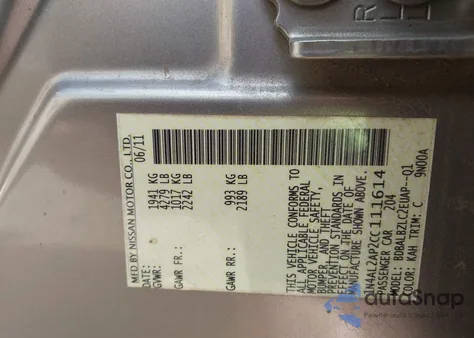 MFD BY NISSAN MOTOR CO.,LTD.
DATE: 06/11
GVWR: 1941 KG
4279 LB
GAWR FR.: 1017 KG
2242 LB
GAWR RR.: 993 KG
2189 LB
THIS VEHICLE CONFORMS TO
ALL APPLICABLE FEDERAL
MOTOR VEHICLE SAFETY,
BUMPER, AND THEFT
PREVENTION STANDARDS IN
EFFECT ON THE DATE OF
MANUFACTURE SHOWN ABOVE.
1N4AL2AP2CC111614
PASSENGER CAR 204
MODEL: BDBALBZLC2EUAP--Q1
COLOR: KAH TRIM: C 9W00A
R
autoSnap